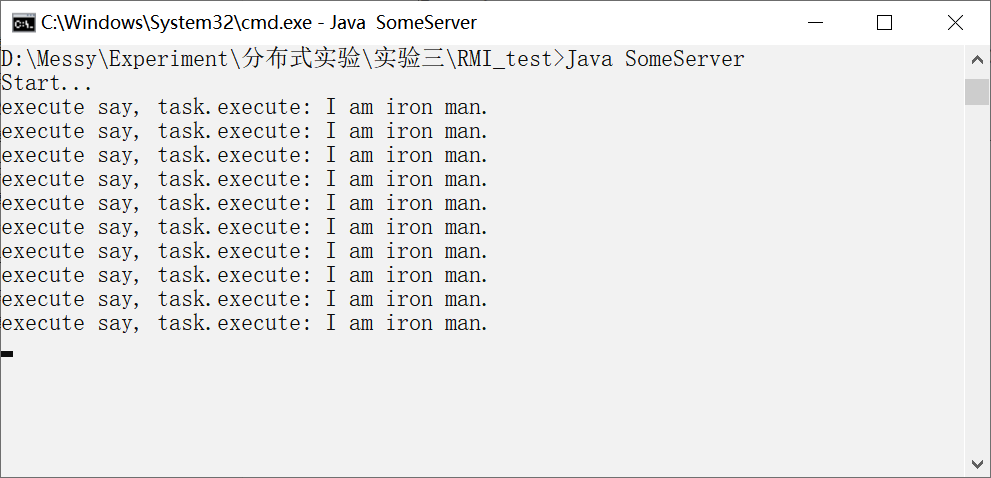 C:\Windows\System32\cmd.exe - Java  SomeServer
D:\Messy\Experiment\分布式实验\实验三\RMI_test>Java SomeServer
Start...
execute say, task.execute: I am iron man.
execute say, task.execute: I am iron man.
execute say, task.execute: I am iron man.
execute say, task.execute: I am iron man.
execute say, task.execute: I am iron man.
execute say, task.execute: I am iron man.
execute say, task.execute: I am iron man.
execute say, task.execute: I am iron man.
execute say, task.execute: I am iron man.
execute say, task.execute: I am iron man.